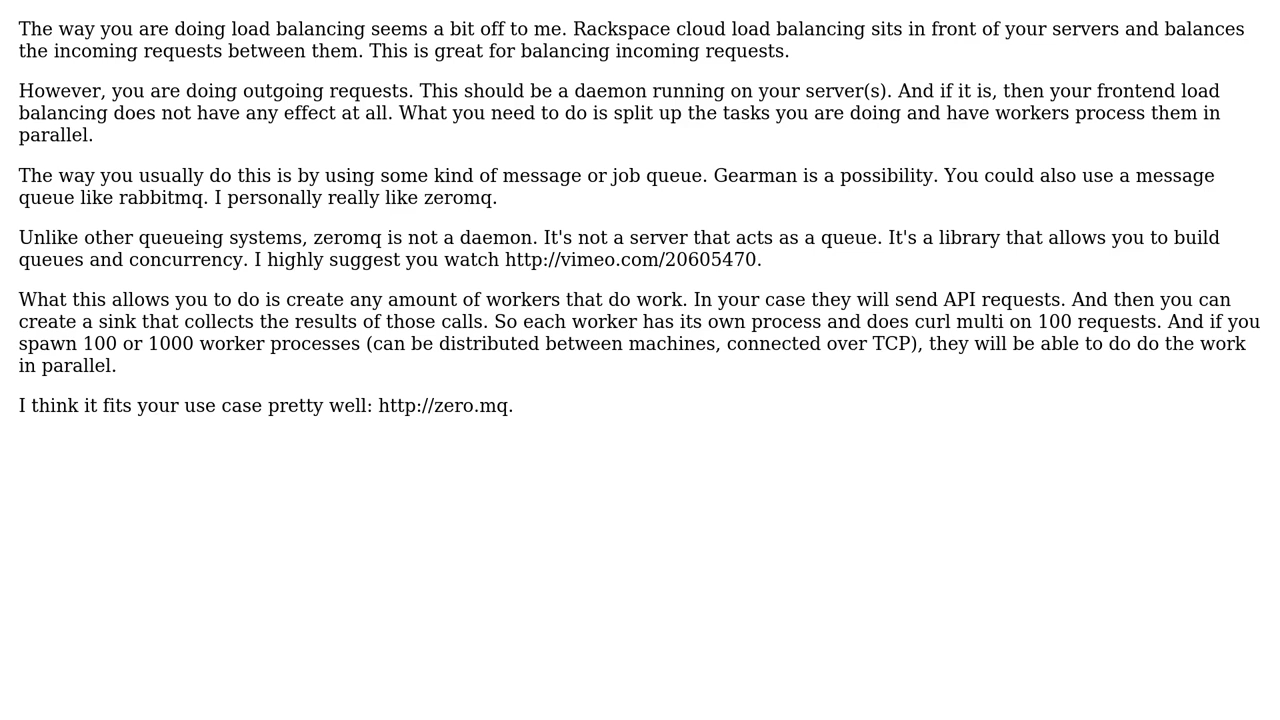 The way you are doing load balancing seems a bit off to me. Rackspace cloud load balancing sits in front of your servers and balances
the incoming requests between them. This is great for balancing incoming requests.
However, you are doing outgoing requests. This should be a daemon running on your server(s). And if it is, then your frontend load
balancing does not have any effect at all. What you need to do is split up the tasks you are doing and have workers process them in
parallel.
The way you usually do this is by using some kind of message or job queue. Gearman is a possibility. You could also use a message
queue like rabbitmq. I personally really like zeromq.
Unlike other queueing systems, zeromq is not a daemon. It's not a server that acts as a queue. It's a library that allows you to build
queues and concurrency. I highly suggest you watch http://vimeo.com/20605470.
What this allows you to do is create any amount of workers that do work. In your case they will send API requests. And then you can
create a sink that collects the results of those calls. So each worker has its own process and does curl multi on 100 requests. And if you
spawn 100 or 1000 worker processes (can be distributed between machines, connected over TCP), they will be able to do do the work
in parallel.
I think it fits your use case pretty well: http://zero.mq.